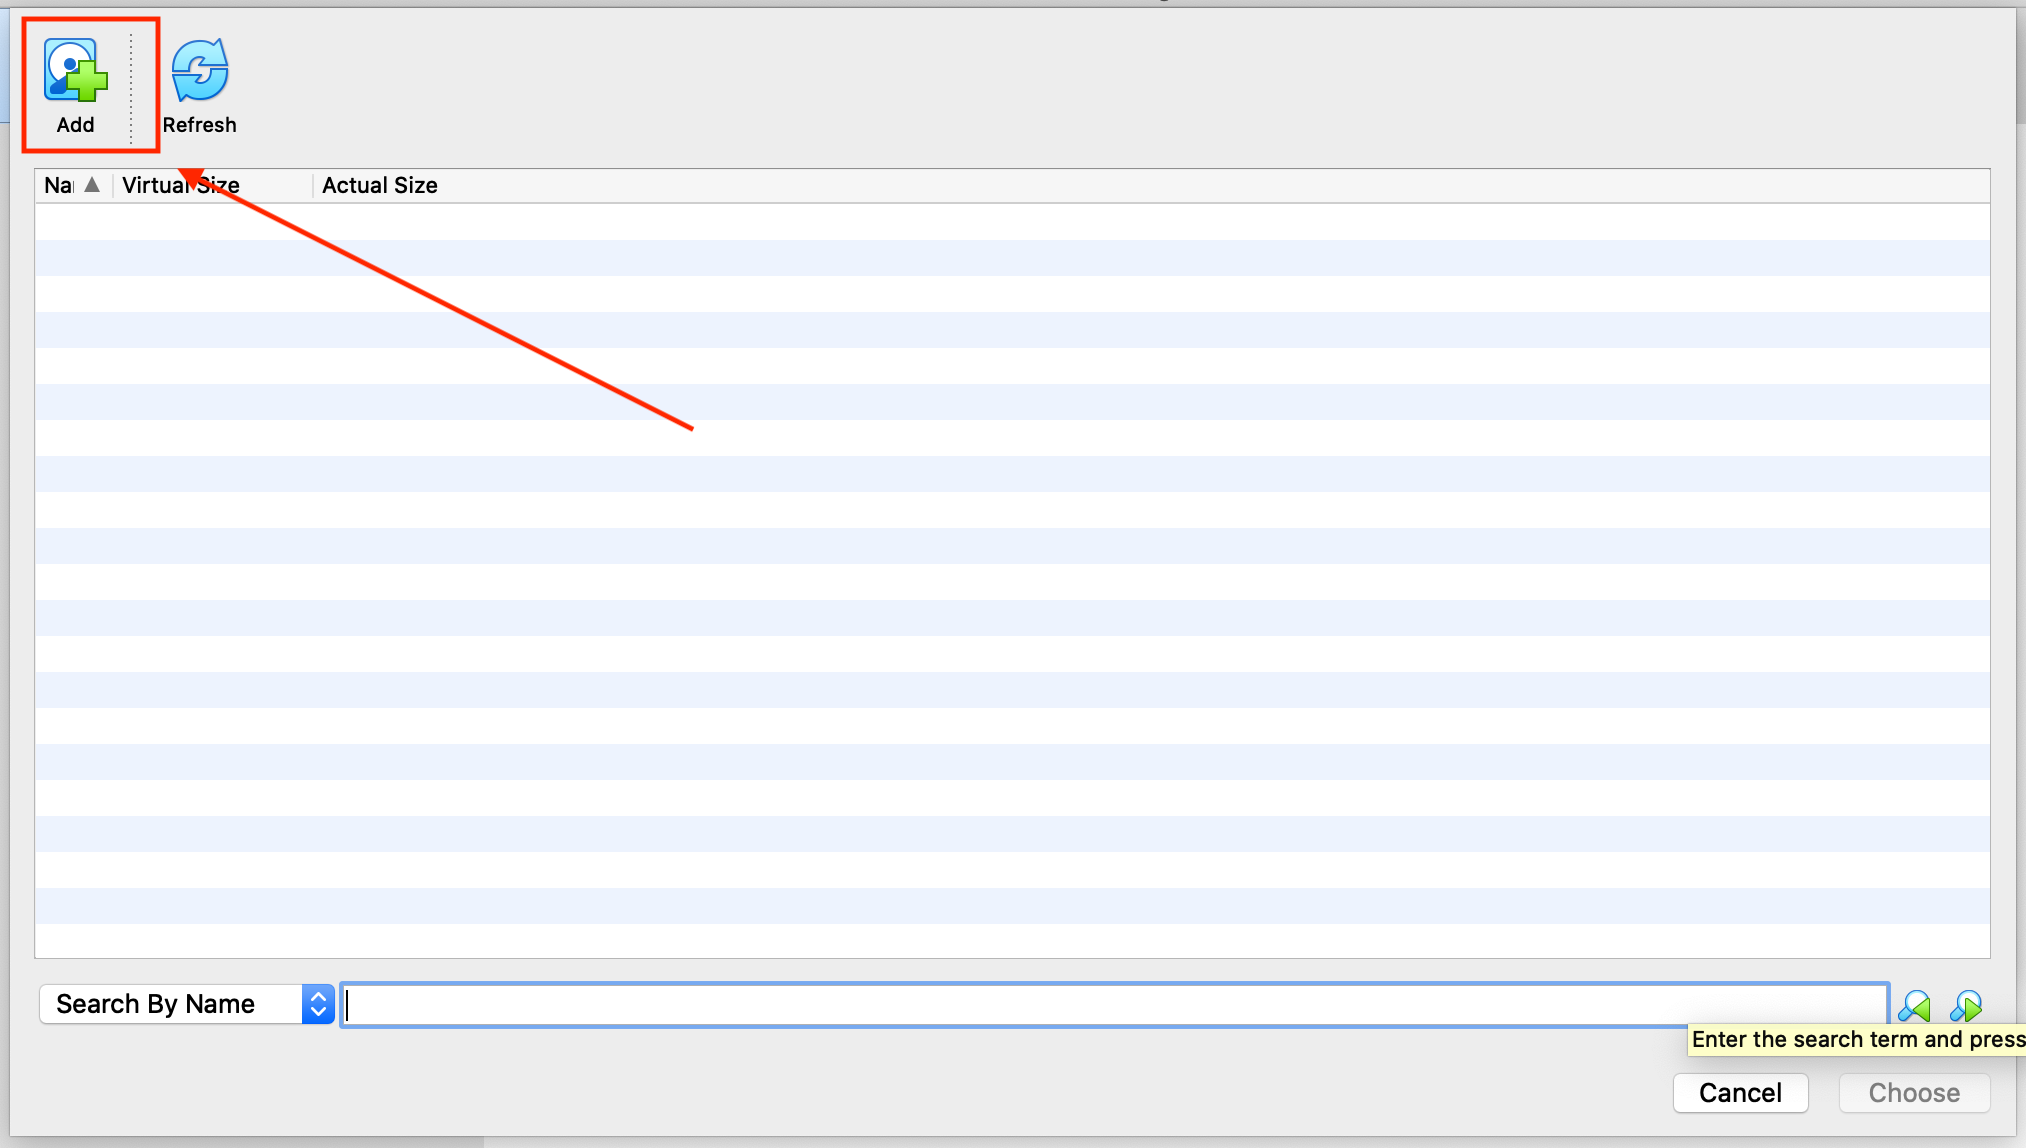 Add
Refresh
Na
Virtual Size
Actual Size
Search By Name
Enter the search term and press
Cancel
Choose